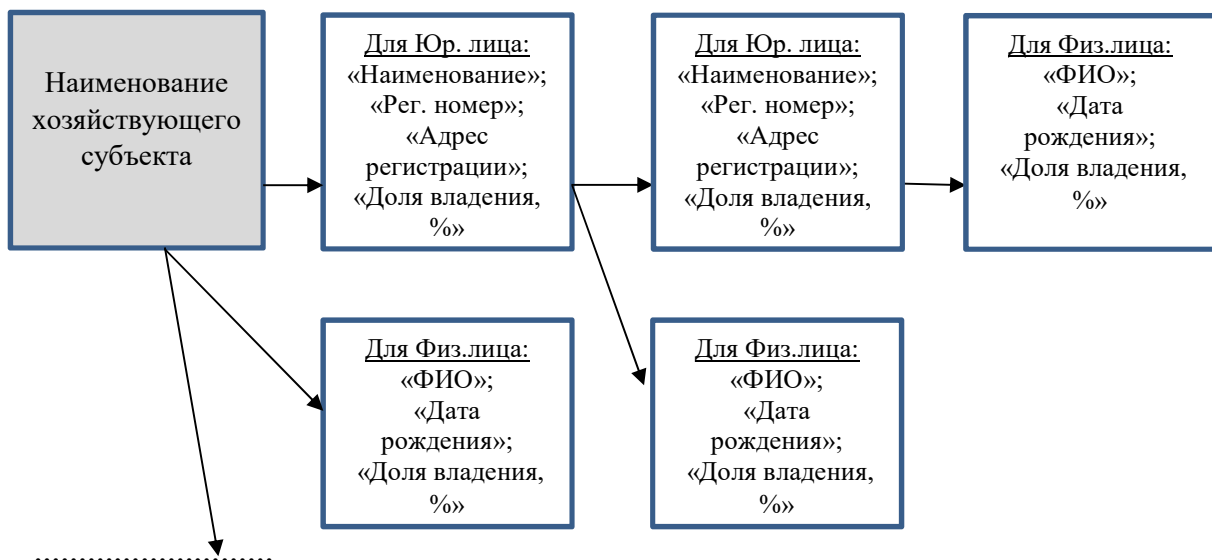 Наименование
хозяйствующего
субъекта
Для Юр. лица:
«Наименование»;
«Рег. номер»;
«Адрес
регистрации»;
«Доля владения,
%»
Для Юр. лица:
«Наименование»;
«Рег. номер»;
«Адрес
регистрации»;
«Доля владения,
%»
Для Физ.лица:
«ФИО»;
«Дата
рождения»;
«Доля владения,
%»
Для Физ.лица:
«ФИО»;
«Дата
рождения»;
«Доля владения,
%»
Для Физ.лица:
«ФИО»;
«Дата
рождения»;
«Доля владения,
%»
...........................